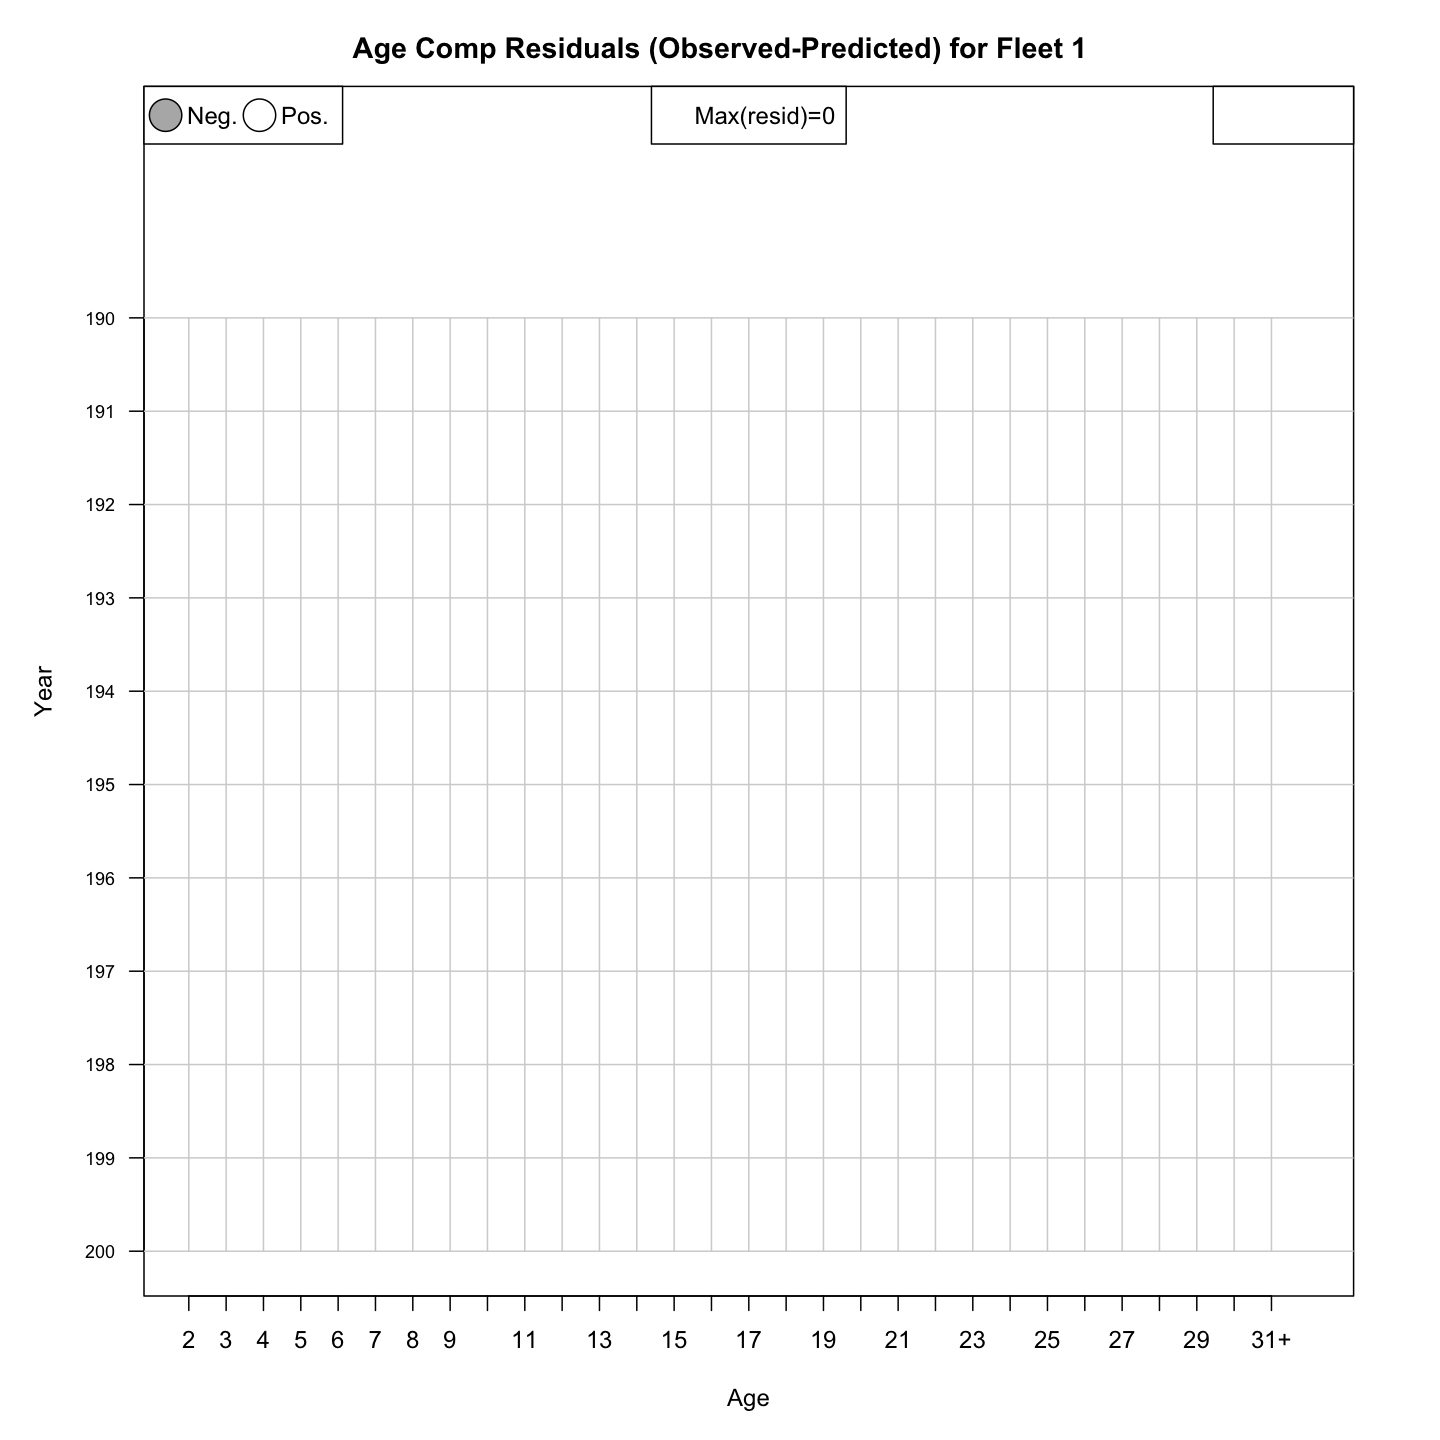 Age Comp Residuals (Observed-Predicted) for Fleet 1
Neg. Pos. Max(resid)=0
190
191
192
193
194
195
196
197
198
199
200
Year
2 3 4 5 6 7 8 9 11 13 15 17 19 21 23 25 27 29 31+
Age